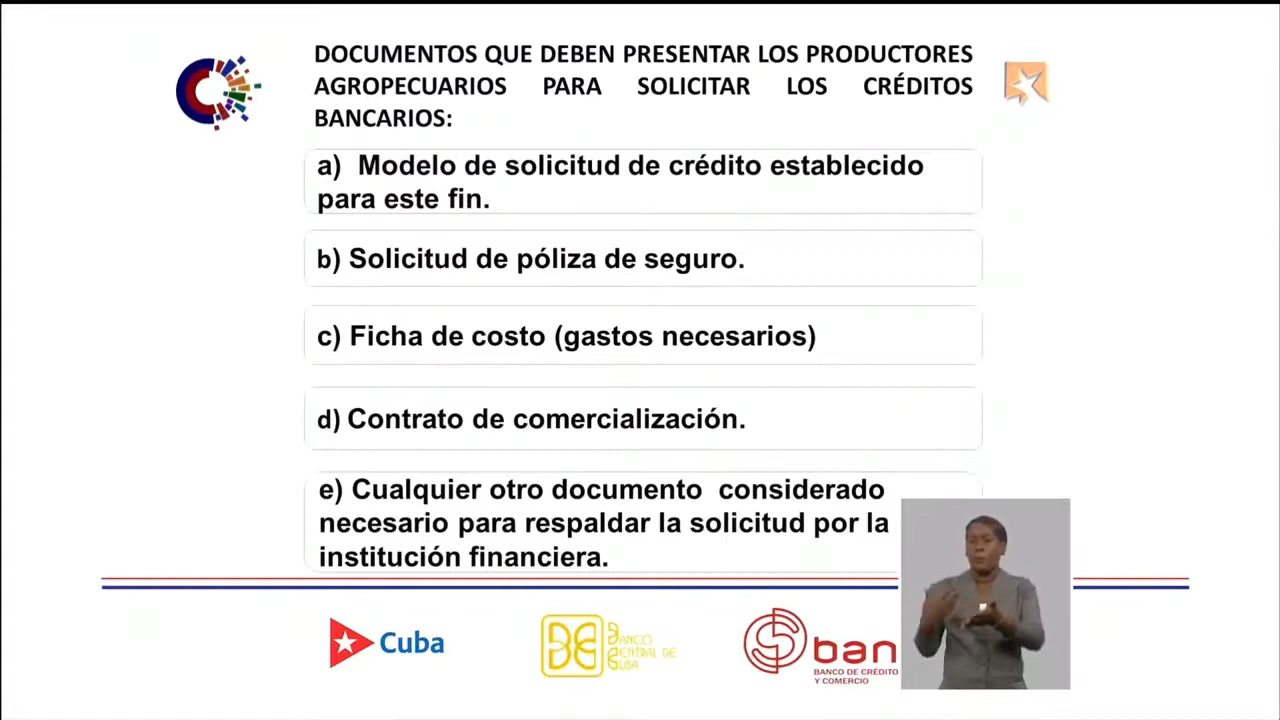 DOCUMENTOS QUE DEBEN PRESENTAR LOS PRODUCTORES
AGROPECUARIOS PARA SOLICITAR LOS CRÉDITOS
BANCARIOS:
a) Modelo de solicitud de crédito establecido
para este fin.
b) Solicitud de póliza de seguro.
c) Ficha de costo (gastos necesarios)
d) Contrato de comercialización.
e) Cualquier otro documento considerado
necesario para respaldar la solicitud por la
institución financiera.
Cuba
BANCO
CENTRAL DE
CUBA
ban
BANCO DE CRÉDITO
Y COMERCIO